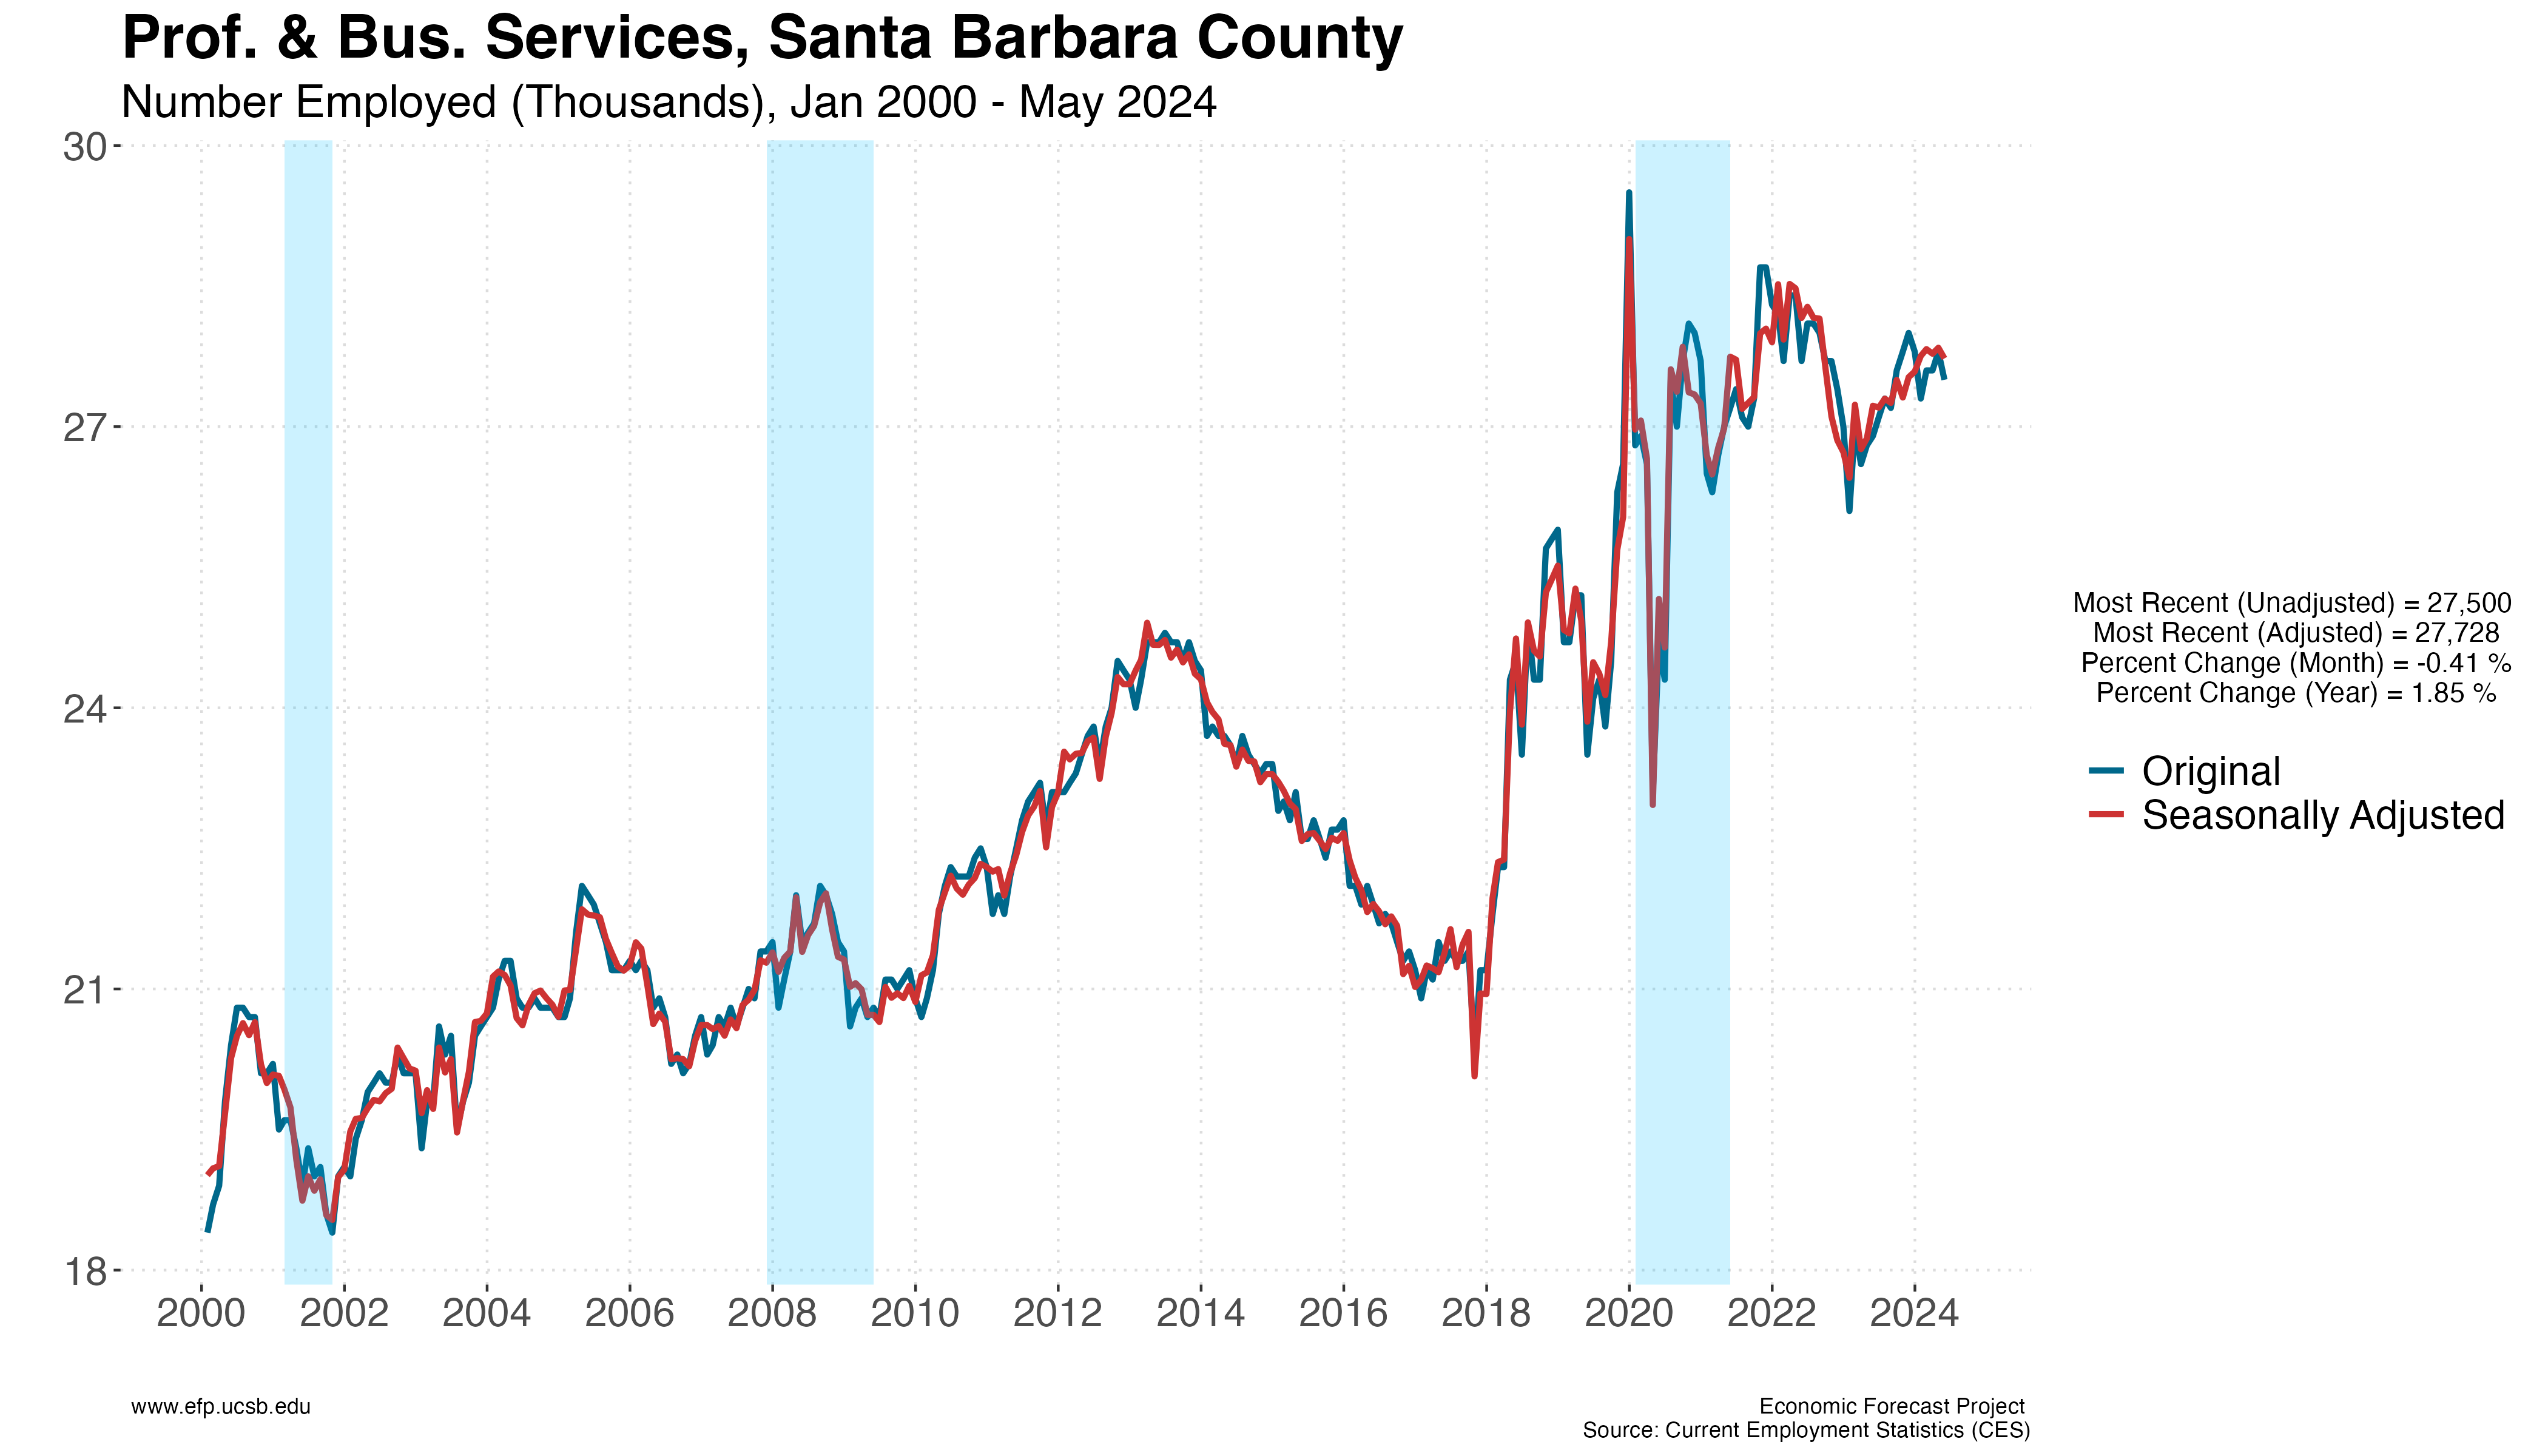 Prof. & Bus. Services, Santa Barbara County
Number Employed (Thousands), Jan 2000 - May 2024
30
27
24
21
18
2000 2002 2004 2006 2008 2010 2012 2014 2016 2018 2020 2022 2024
Most Recent (Unadjusted) = 27,500
Most Recent (Adjusted) = 27,728
Percent Change (Month) = -0.41 %
Percent Change (Year) = 1.85 %
Original
Seasonally Adjusted
www.efp.ucsb.edu
Economic Forecast Project
Source: Current Employment Statistics (CES)